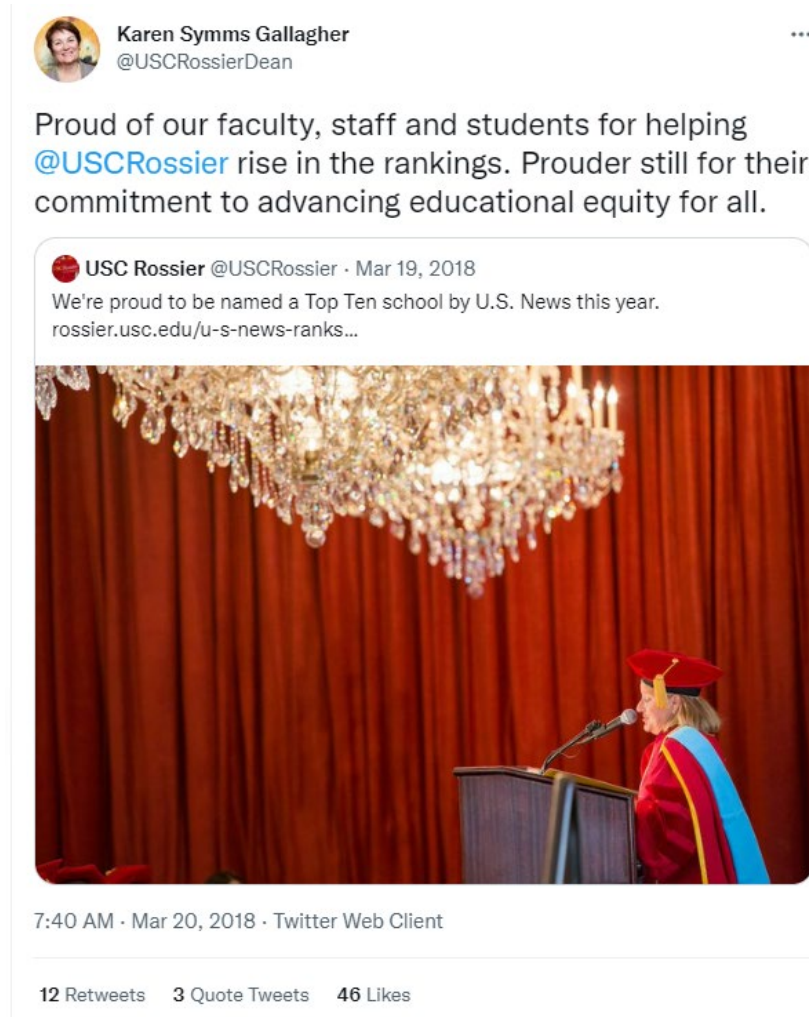 Karen Symms Gallagher
@USCRossierDean
Proud of our faculty, staff and students for helping
@USCRossier rise in the rankings. Prouder still for their
commitment to advancing educational equity for all.
USC Rossier @USCRossier · Mar 19, 2018
We're proud to be named a Top Ten school by U.S. News this year.
rossier.usc.edu/u-s-news-ranks...
7:40 AM · Mar 20, 2018 · Twitter Web Client
12 Retweets 3 Quote Tweets 46 Likes